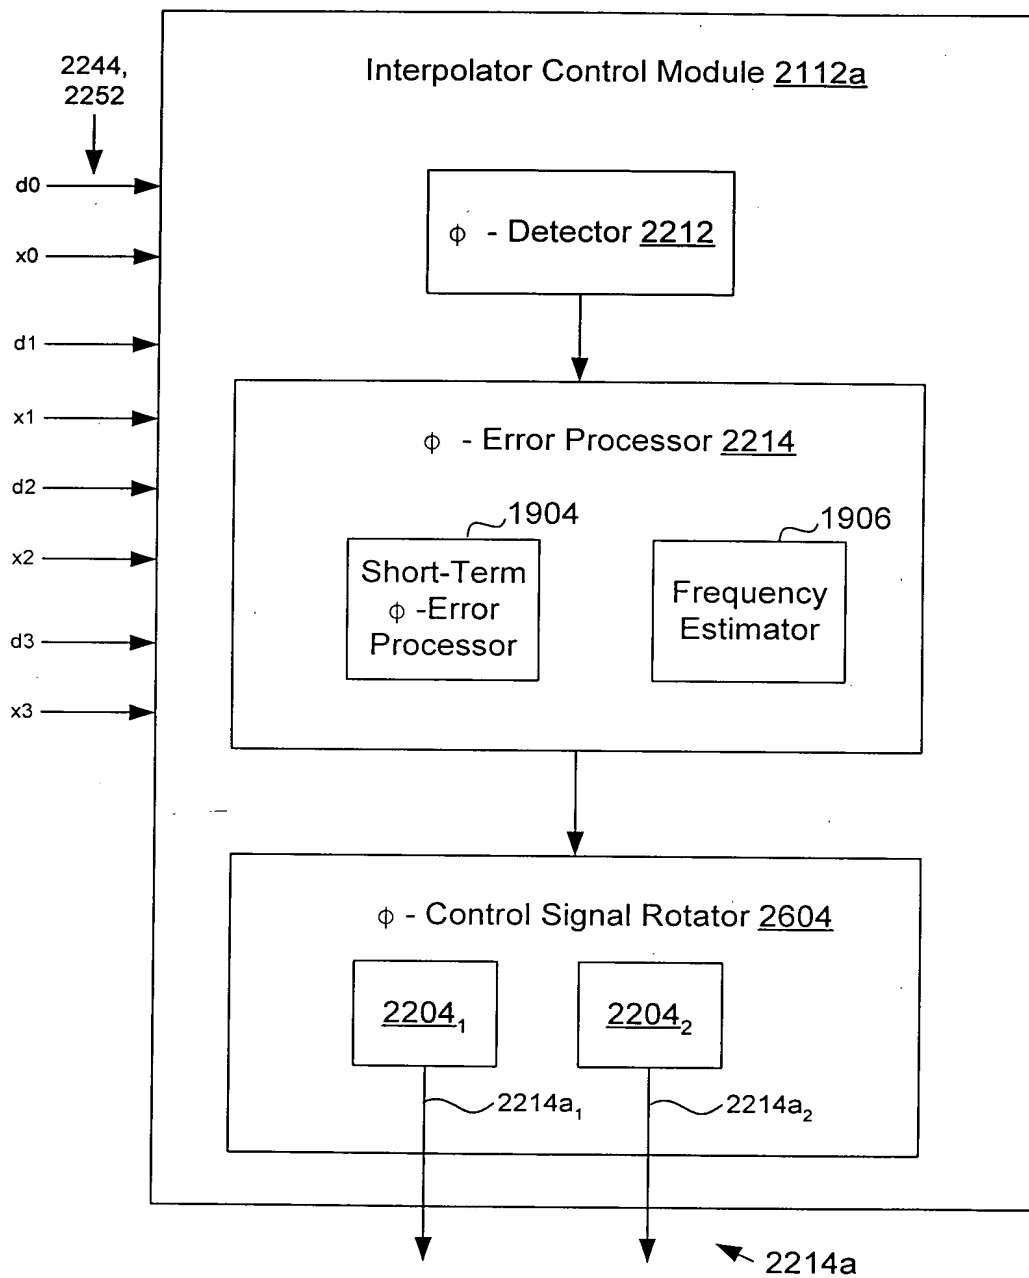 2244,
2252
Interpolator Control Module 2112a
d0
x0
d1
x1
d2
x2
d3
x3
ϕ - Detector 2212
ϕ - Error Processor 2214
1904
Short-Term
ϕ -Error
Processor
1906
Frequency
Estimator
ϕ - Control Signal Rotator 2604
2204₁
2204₂
2214a₁
2214a₂
2214a